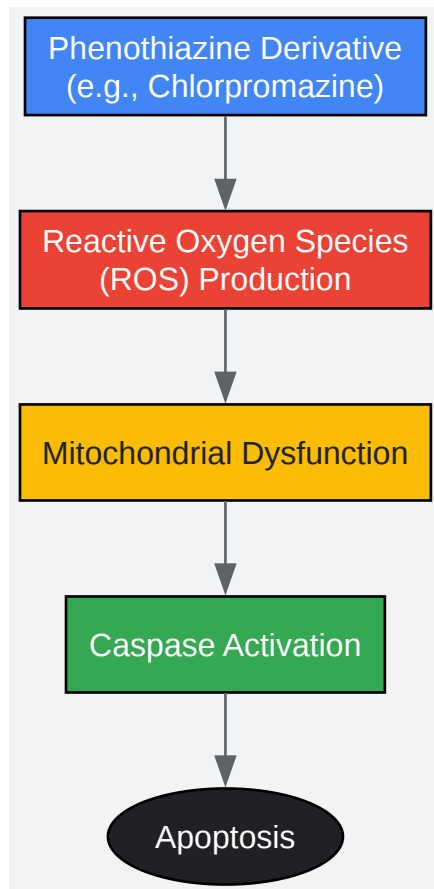 Phenothiazine Derivative
(e.g., Chlorpromazine)
Reactive Oxygen Species
(ROS) Production
Mitochondrial Dysfunction
Caspase Activation
Apoptosis